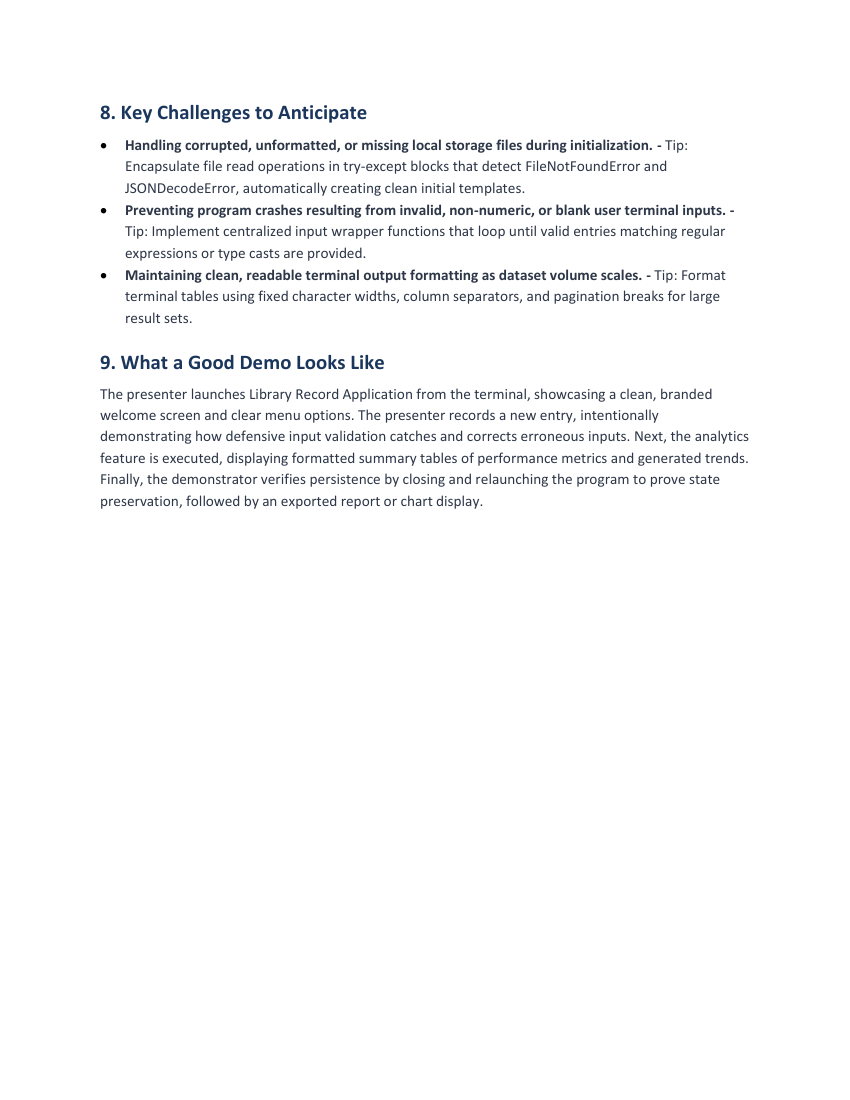 8. Key Challenges to Anticipate
• Handling corrupted, unformatted, or missing local storage files during initialization. - Tip:
Encapsulate file read operations in try-except blocks that detect FileNotFoundError and
JSONDecodeError, automatically creating clean initial templates.
• Preventing program crashes resulting from invalid, non-numeric, or blank user terminal inputs. -
Tip: Implement centralized input wrapper functions that loop until valid entries matching regular
expressions or type casts are provided.
• Maintaining clean, readable terminal output formatting as dataset volume scales. - Tip: Format
terminal tables using fixed character widths, column separators, and pagination breaks for large
result sets.
9. What a Good Demo Looks Like
The presenter launches Library Record Application from the terminal, showcasing a clean, branded
welcome screen and clear menu options. The presenter records a new entry, intentionally
demonstrating how defensive input validation catches and corrects erroneous inputs. Next, the analytics
feature is executed, displaying formatted summary tables of performance metrics and generated trends.
Finally, the demonstrator verifies persistence by closing and relaunching the program to prove state
preservation, followed by an exported report or chart display.